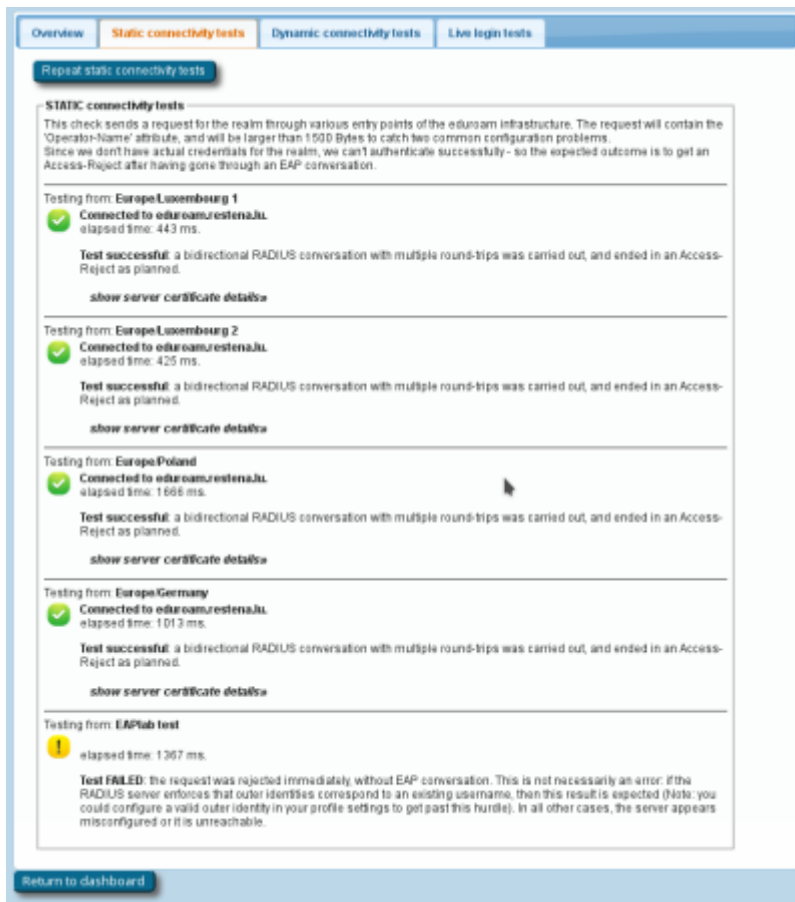 Overview
Static connectivity tests
Dynamic connectivity tests
Live login tests
Repeat static connectivity tests
STATIC connectivity tests
This check sends a request for the realm through various entry points of the eduroam infrastructure. The request will contain the
'Operator-Name' attribute, and will be larger than 1500 Bytes to catch two common configuration problems.
Since we don't have actual credentials for the realm, we can't authenticate successfully - so the expected outcome is to get an
Access-Reject after having gone through an EAP conversation.
Testing from: Europe/Luxembourg 1
Connected to eduroam.restena.lu.
elapsed time: 443 ms.
Test successful: a bidirectional RADIUS conversation with multiple round-trips was carried out, and ended in an Access-
Reject as planned.
show server certificate details»
Testing from: Europe/Luxembourg 2
Connected to eduroam.restena.lu.
elapsed time: 425 ms.
Test successful: a bidirectional RADIUS conversation with multiple round-trips was carried out, and ended in an Access-
Reject as planned.
show server certificate details»
Testing from: Europe/Poland
Connected to eduroam.restena.lu.
elapsed time: 1666 ms.
Test successful: a bidirectional RADIUS conversation with multiple round-trips was carried out, and ended in an Access-
Reject as planned.
show server certificate details»
Testing from: Europe/Germany
Connected to eduroam.restena.lu.
elapsed time: 1013 ms.
Test successful: a bidirectional RADIUS conversation with multiple round-trips was carried out, and ended in an Access-
Reject as planned.
show server certificate details»
Testing from: EAPlab test
elapsed time: 1367 ms.
Test FAILED: the request was rejected immediately, without EAP conversation. This is not necessarily an error: if the
RADIUS server enforces that outer identities correspond to an existing username, then this result is expected (Note: you
could configure a valid outer identity in your profile settings to get past this hurdle). In all other cases, the server appears
misconfigured or it is unreachable.
Return to dashboard